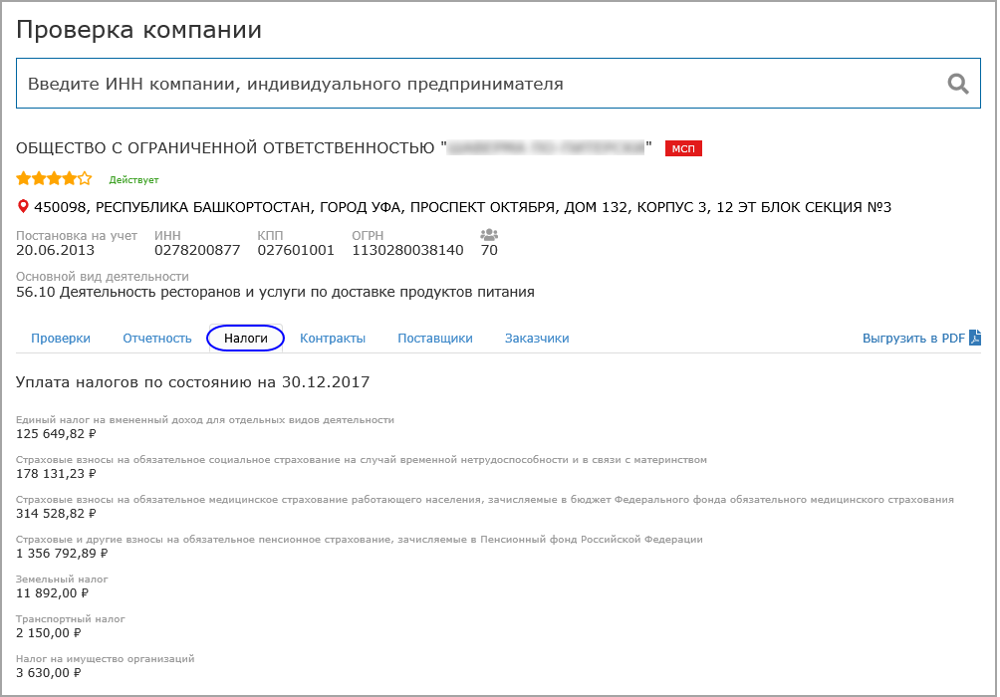 Проверка компании
Введите ИНН компании, индивидуального предпринимателя
ОБЩЕСТВО С ОГРАНИЧЕННОЙ ОТВЕТСТВЕННОСТЬЮ " " МСП
Действует
450098, РЕСПУБЛИКА БАШКОРТОСТАН, ГОРОД УФА, ПРОСПЕКТ ОКТЯБРЯ, ДОМ 132, КОРПУС 3, 12 ЭТ БЛОК СЕКЦИЯ №3
Постановка на учет ИНН КПП ОГРН
20.06.2013 0278200877 027601001 1130280038140 70
Основной вид деятельности
56.10 Деятельность ресторанов и услуги по доставке продуктов питания
Проверки Отчетность Налоги Контракты Поставщики Заказчики Выгрузить в PDF
Уплата налогов по состоянию на 30.12.2017
Единый налог на вмененный доход для отдельных видов деятельности
125 649,82 ₽
Страховые взносы на обязательное социальное страхование на случай временной нетрудоспособности и в связи с материнством
178 131,23 ₽
Страховые взносы на обязательное медицинское страхование работающего населения, зачисляемые в бюджет Федерального фонда обязательного медицинского страхования
314 528,82 ₽
Страховые и другие взносы на обязательное пенсионное страхование, зачисляемые в Пенсионный фонд Российской Федерации
1 356 792,89 ₽
Земельный налог
11 892,00 ₽
Транспортный налог
2 150,00 ₽
Налог на имущество организаций
3 630,00 ₽